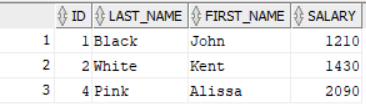 ID LAST_NAME FIRST_NAME SALARY
1 1 Black John 1210
2 2 White Kent 1430
3 4 Pink Alissa 2090